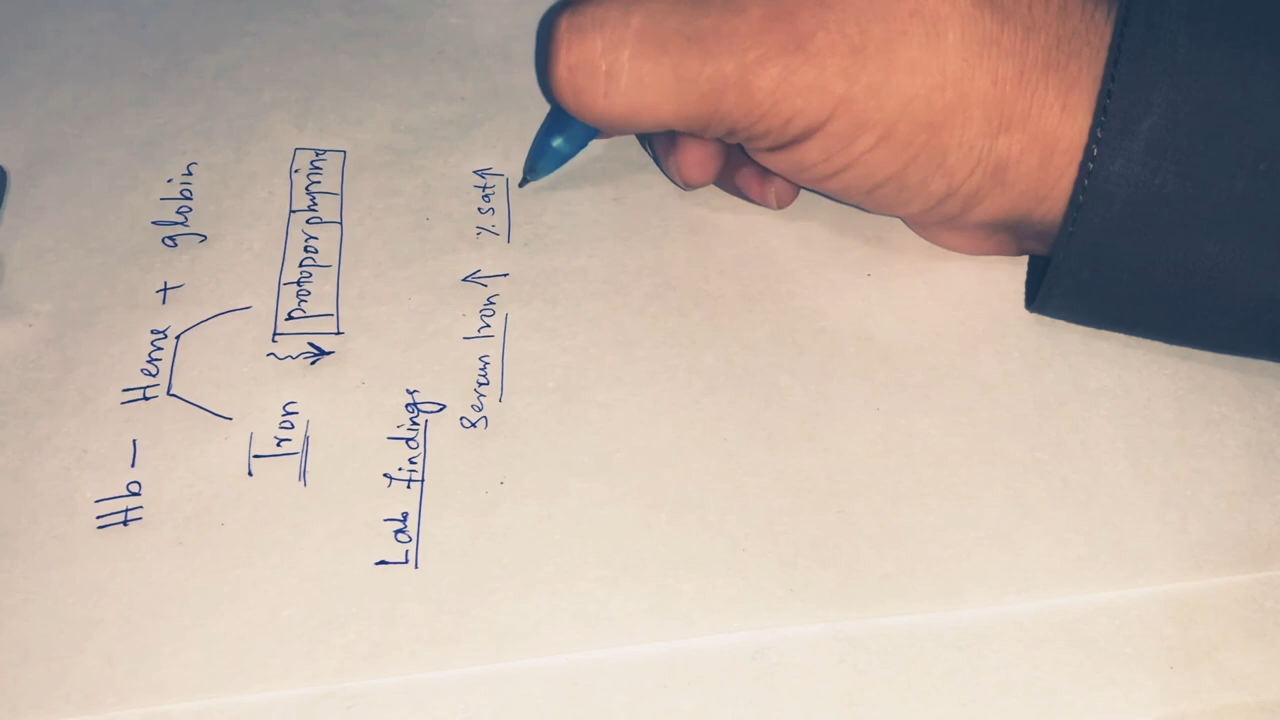 Hb - Heme + globin
Iron protoporphyrin
Lab findings
Serum Iron ↑ % sat ↑